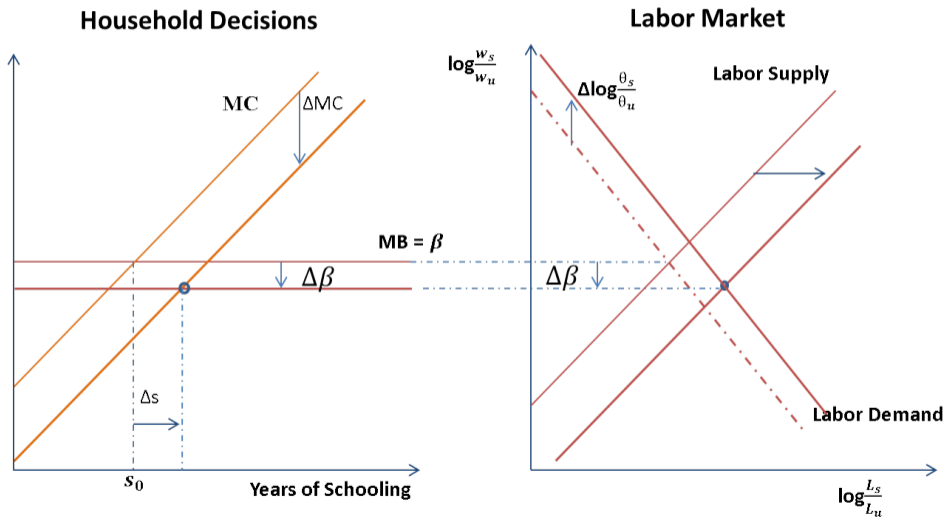 Household Decisions
MC
ΔMC
MB = β
Δβ
Δs
s₀
Years of Schooling
Labor Market
log wₛ/wᵤ
Δlog θₛ/θᵤ
Labor Supply
Δβ
Labor Demand
log Lₛ/Lᵤ